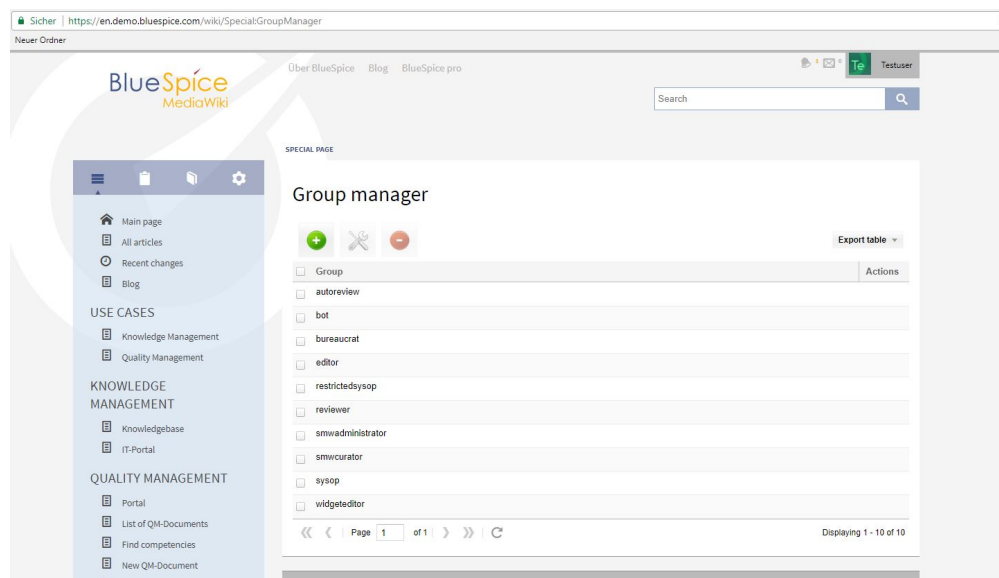 Sicher | https://en.demo.bluespice.com/wiki/Special:GroupManager
Neuer Ordner
BlueSpice
MediaWiki
Über BlueSpice Blog BlueSpice pro
Te Testuser
Search
SPECIAL PAGE
Main page
All articles
Recent changes
Blog
USE CASES
Knowledge Management
Quality Management
KNOWLEDGE
MANAGEMENT
Knowledgebase
IT-Portal
QUALITY MANAGEMENT
Portal
List of QM-Documents
Find competencies
New QM-Document
Group manager
Export table
Group Actions
autoreview
bot
bureaucrat
editor
restrictedsysop
reviewer
smwadministrator
smwcurator
sysop
widgeteditor
Page 1 of 1
Displaying 1 - 10 of 10